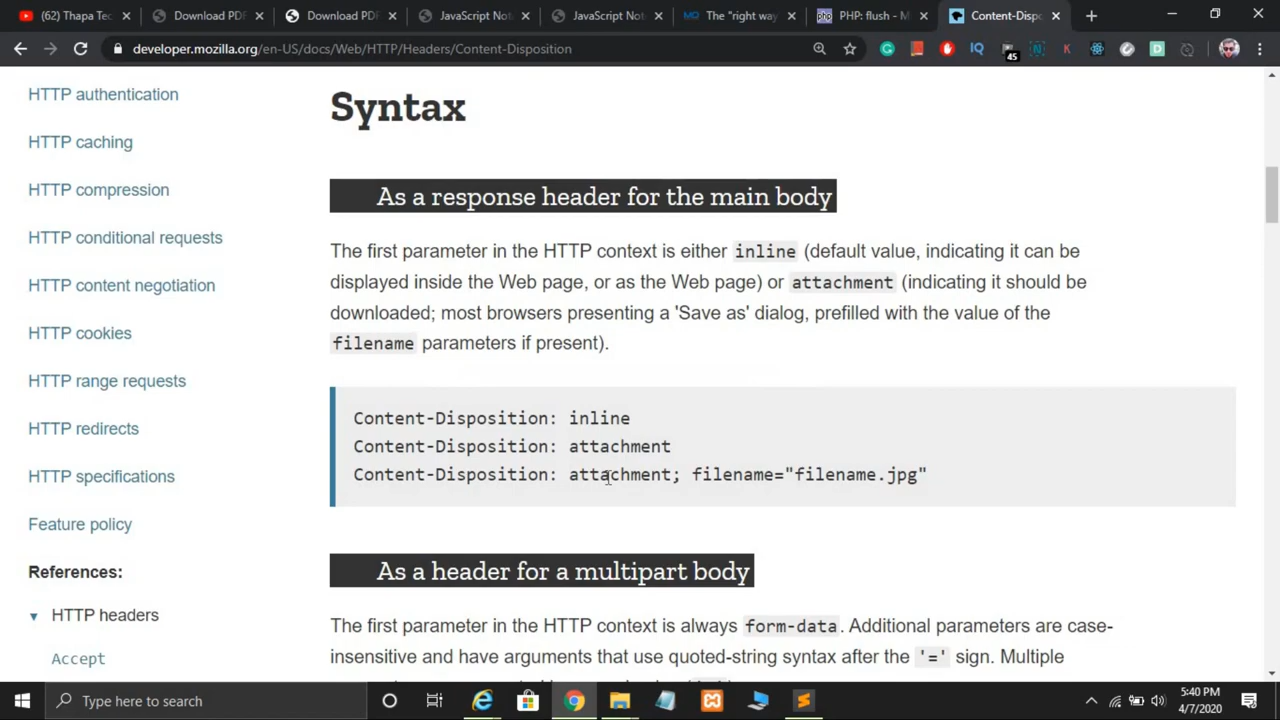 (62) Thapa Tec
Download PDF
Download PDF
JavaScript Not
JavaScript Not
The "right way
PHP: flush - M
Content-Dispo
developer.mozilla.org/en-US/docs/Web/HTTP/Headers/Content-Disposition
45
HTTP authentication
HTTP caching
HTTP compression
HTTP conditional requests
HTTP content negotiation
HTTP cookies
HTTP range requests
HTTP redirects
HTTP specifications
Feature policy
References:
HTTP headers
Accept
Syntax
As a response header for the main body
The first parameter in the HTTP context is either inline (default value, indicating it can be
displayed inside the Web page, or as the Web page) or attachment (indicating it should be
downloaded; most browsers presenting a 'Save as' dialog, prefilled with the value of the
filename parameters if present).
Content-Disposition: inline
Content-Disposition: attachment
Content-Disposition: attachment; filename="filename.jpg"
As a header for a multipart body
The first parameter in the HTTP context is always form-data. Additional parameters are case-
insensitive and have arguments that use quoted-string syntax after the '=' sign. Multiple
Type here to search
5:40 PM
4/7/2020